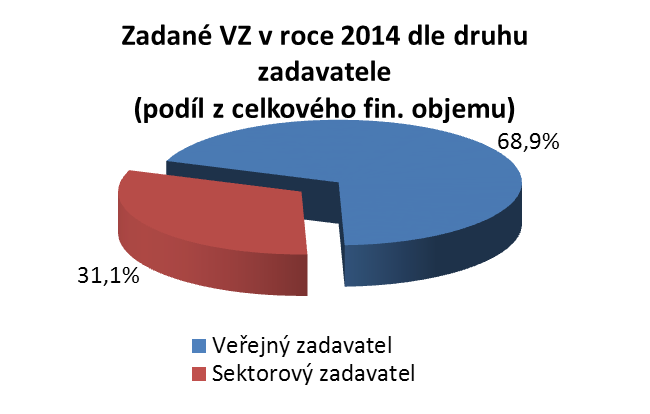 Zadané VZ v roce 2014 dle druhu
zadavatele
(podíl z celkového fin. objemu)
68,9%
31,1%
Veřejný zadavatel
Sektorový zadavatel